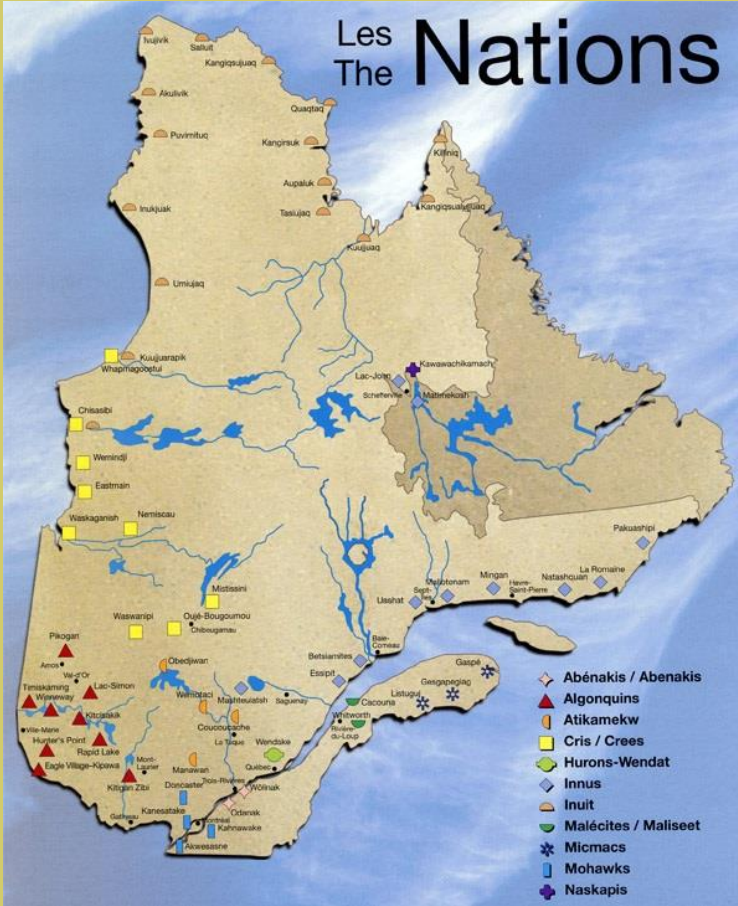 Les
The
Nations
Ivujivik
Salluit
Kangiqsujuaq
Akulivik
Quaqtaq
Puvirnituq
Kangirsuk
Killiniq
Aupaluk
Inukjuak
Tasiujaq
Kangiqsualujjuaq
Kuujjuaq
Umiujaq
Kuujjuarapik
Whapmagoostui
Kawawachikamach
Lac-John
Schefferville
Matimekosh
Chisasibi
Wemindji
Eastmain
Waskaganish
Nemiscau
Pakuashipi
Mistissini
Uashat
Sept-
Iles
Maliotenam
Mingan
Havre-
Saint-Pierre
Natashquan
La Romaine
Waswanipi
Oujé-Bougoumou
Chibougamau
Pikogan
Amos
Val-d'Or
Obedjiwan
Betsiamites
Baie-
Comeau
Essipit
Timiskaming
Winneway
Lac-Simon
Wemotaci
Mashteuiatsh
Saguenay
Cacouna
Gaspé
Gesgapegiag
Listuguj
Kitcisakik
Ville-Marie
Hunter's Point
Rapid Lake
Coucoucache
La Tuque
Wendake
Québec
Whitworth
Rivière
du-Loup
Eagle Village-Kipawa
Mont-
Laurier
Manawan
Kitigan Zibi
Doncaster
Trois-Rivières
Wôlinak
Odanak
Gatineau
Kanesatake
Montréal
Kahnawake
Akwesasne
Abénakis / Abenakis
Algonquins
Atikamekw
Cris / Crees
Hurons-Wendat
Innus
Inuit
Malécites / Maliseet
Micmacs
Mohawks
Naskapis